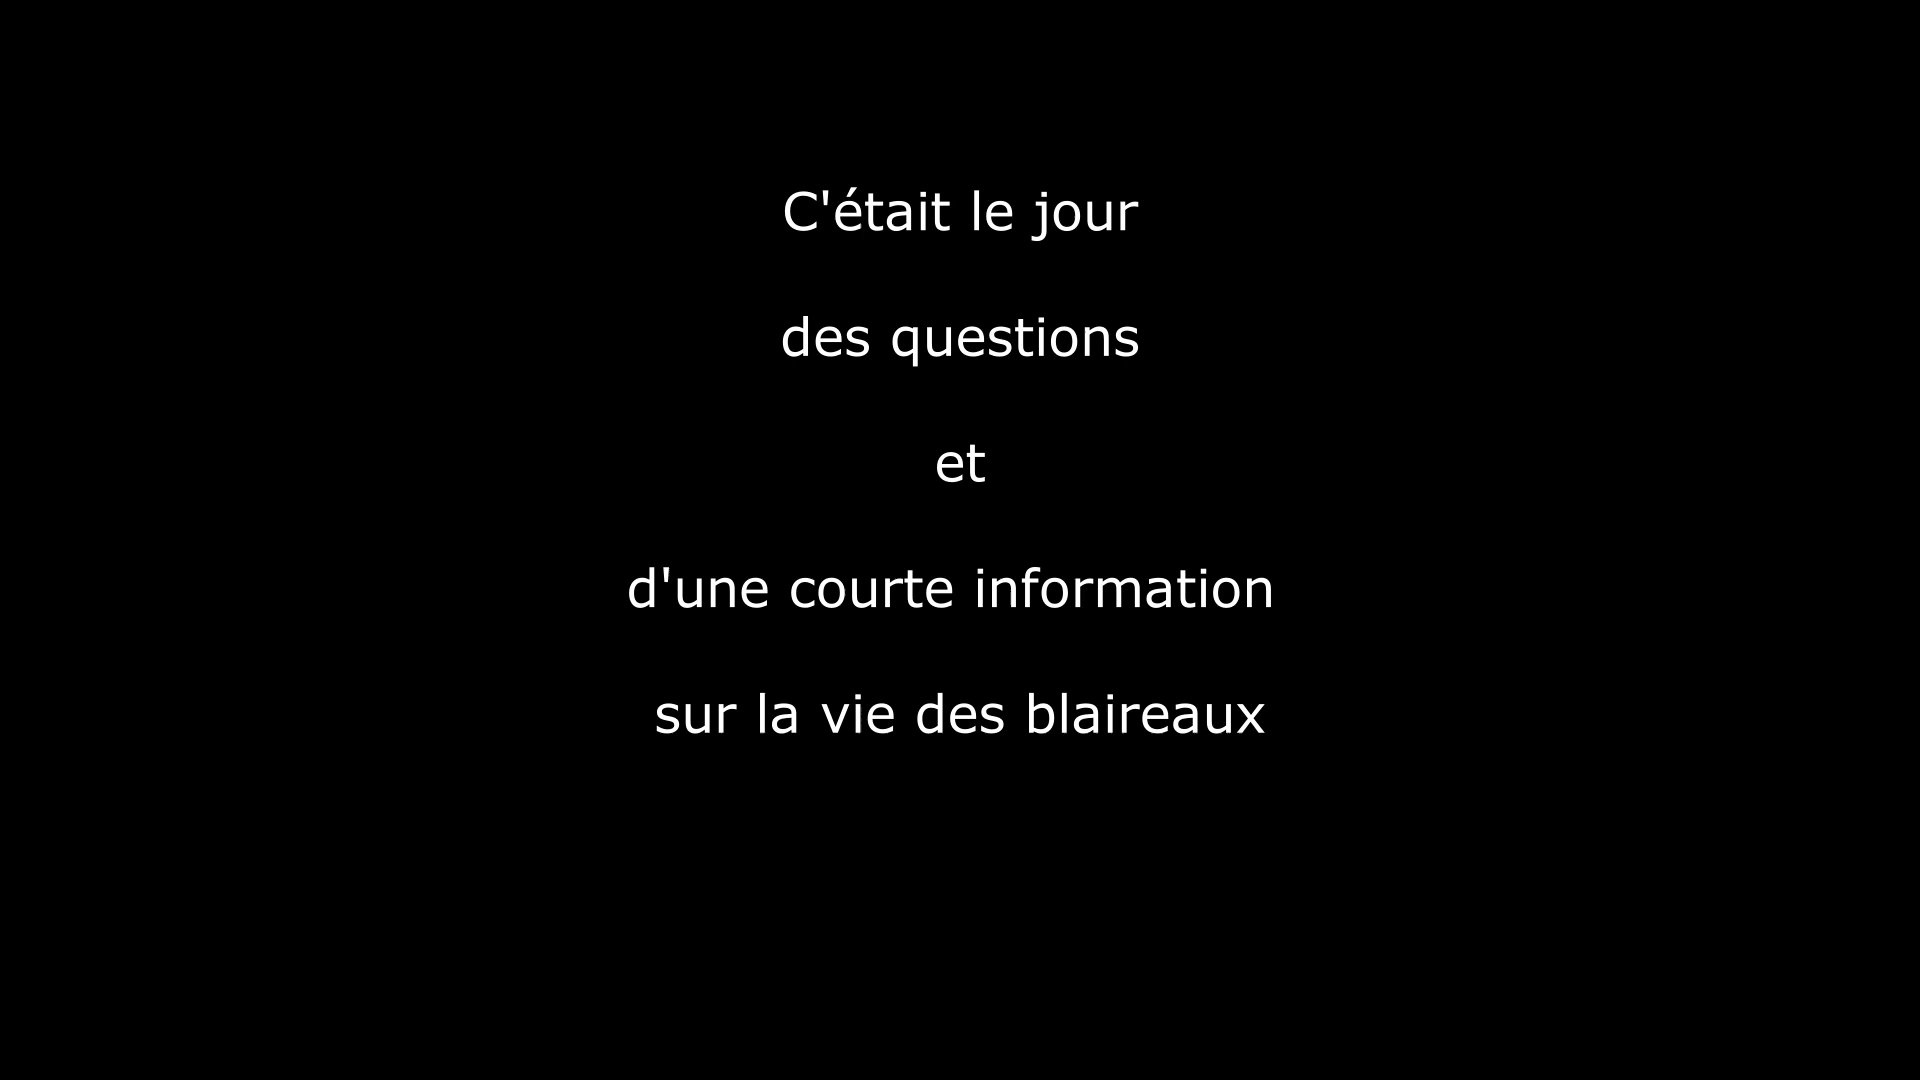 C'était le jour
des questions
et
d'une courte information
sur la vie des blaireaux